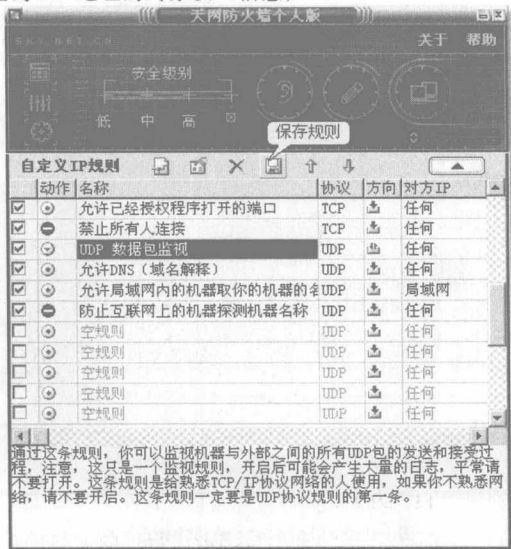 天网防火墙个人版
SKYNET.CN
关于 帮助
安全级别
低 中 高
保存规则
自定义IP规则
动作 名称 协议 方向 对方IP
允许已经授权程序打开的端口 TCP 任何
禁止所有人连接 TCP 任何
UDP 数据包监视 UDP 任何
允许DNS（域名解释） UDP 任何
允许局域网内的机器取你的机器的名 UDP 局域网
防止互联网上的机器探测机器名称 UDP 任何
空规则 UDP 任何
空规则 UDP 任何
空规则 UDP 任何
空规则 UDP 任何
空规则 UDP 任何
通过这条规则，你可以监视机器与外部之间的所有UDP包的发送和接受过
程，注意，这只是一个监视规则，开启后可能会产生大量的日志，平常请
不要打开。这条规则是给熟悉TCP/IP协议网络的人使用，如果你不熟悉网
络，请不要开启。这条规则一定要是UDP协议规则的第一条。